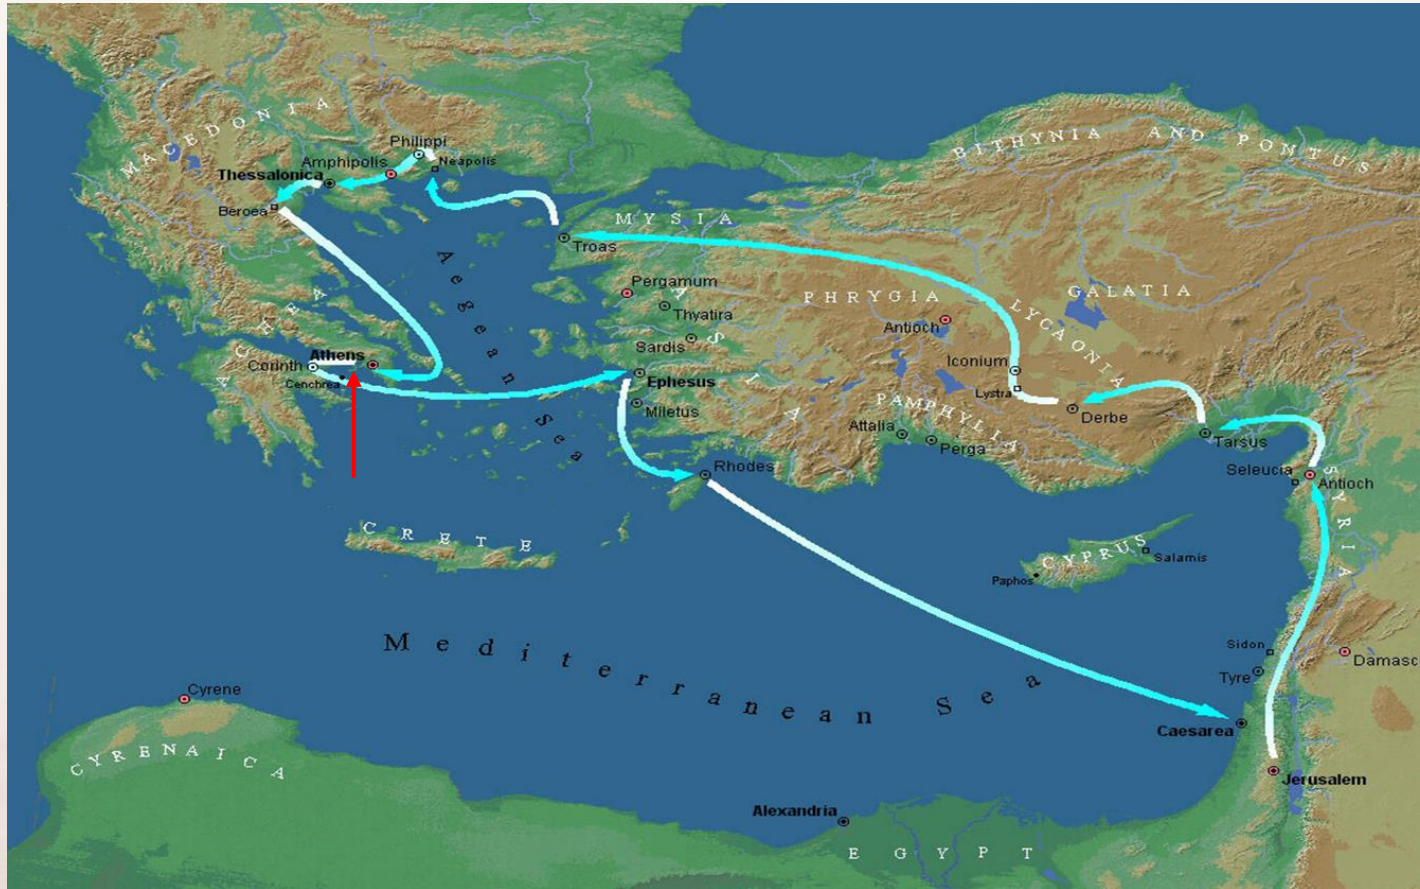 MACEDONIA
BITHYNIA AND PONTUS
Philippi
Neapolis
Amphipolis
Thessalonica
Beroea
MYSIA
Troas
Aegean Sea
Pergamum
ASIA
Thyatira
Sardis
PHRYGIA
GALATIA
LYCAONIA
Antioch
ACHEA
Athens
Corinth
Cenchrea
Iconium
Ephesus
Lystra
Miletus
PAMPHYLIA
Derbe
Attalia
Perga
Tarsus
Rhodes
Seleucia
Antioch
SYRIA
CRETE
CYPRUS
Salamis
Paphos
Mediterranean Sea
Sidon
Damasc
Tyre
Cyrene
Caesarea
CYRENAICA
Jerusalem
Alexandria
EGYPT